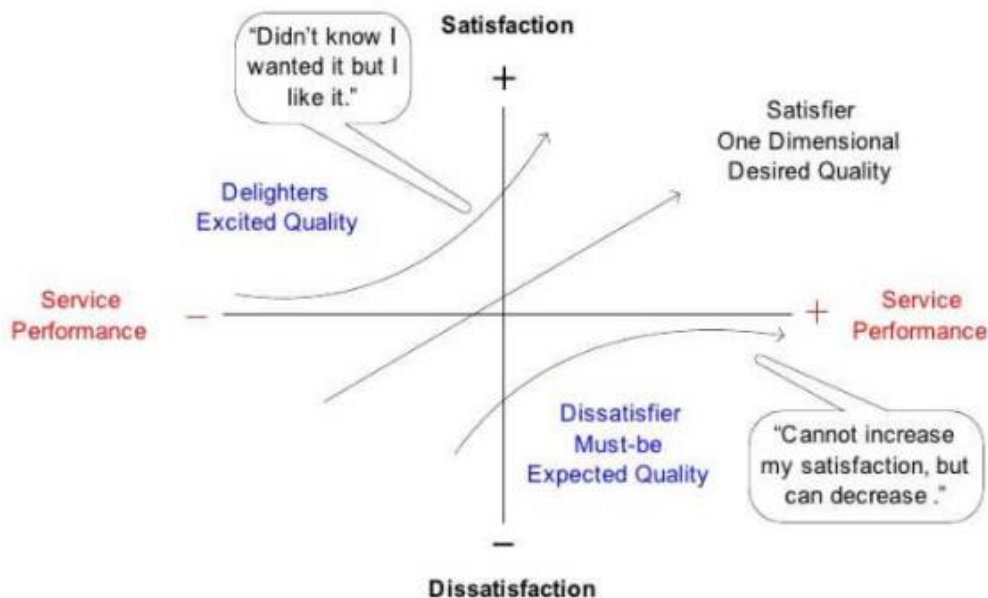 Satisfaction
+
“Didn’t know I
wanted it but I
like it.”
Satisfier
One Dimensional
Desired Quality
Delighters
Excited Quality
Service
Performance
–
+
Service
Performance
Dissatisfier
Must-be
Expected Quality
“Cannot increase
my satisfaction, but
can decrease .”
–
Dissatisfaction